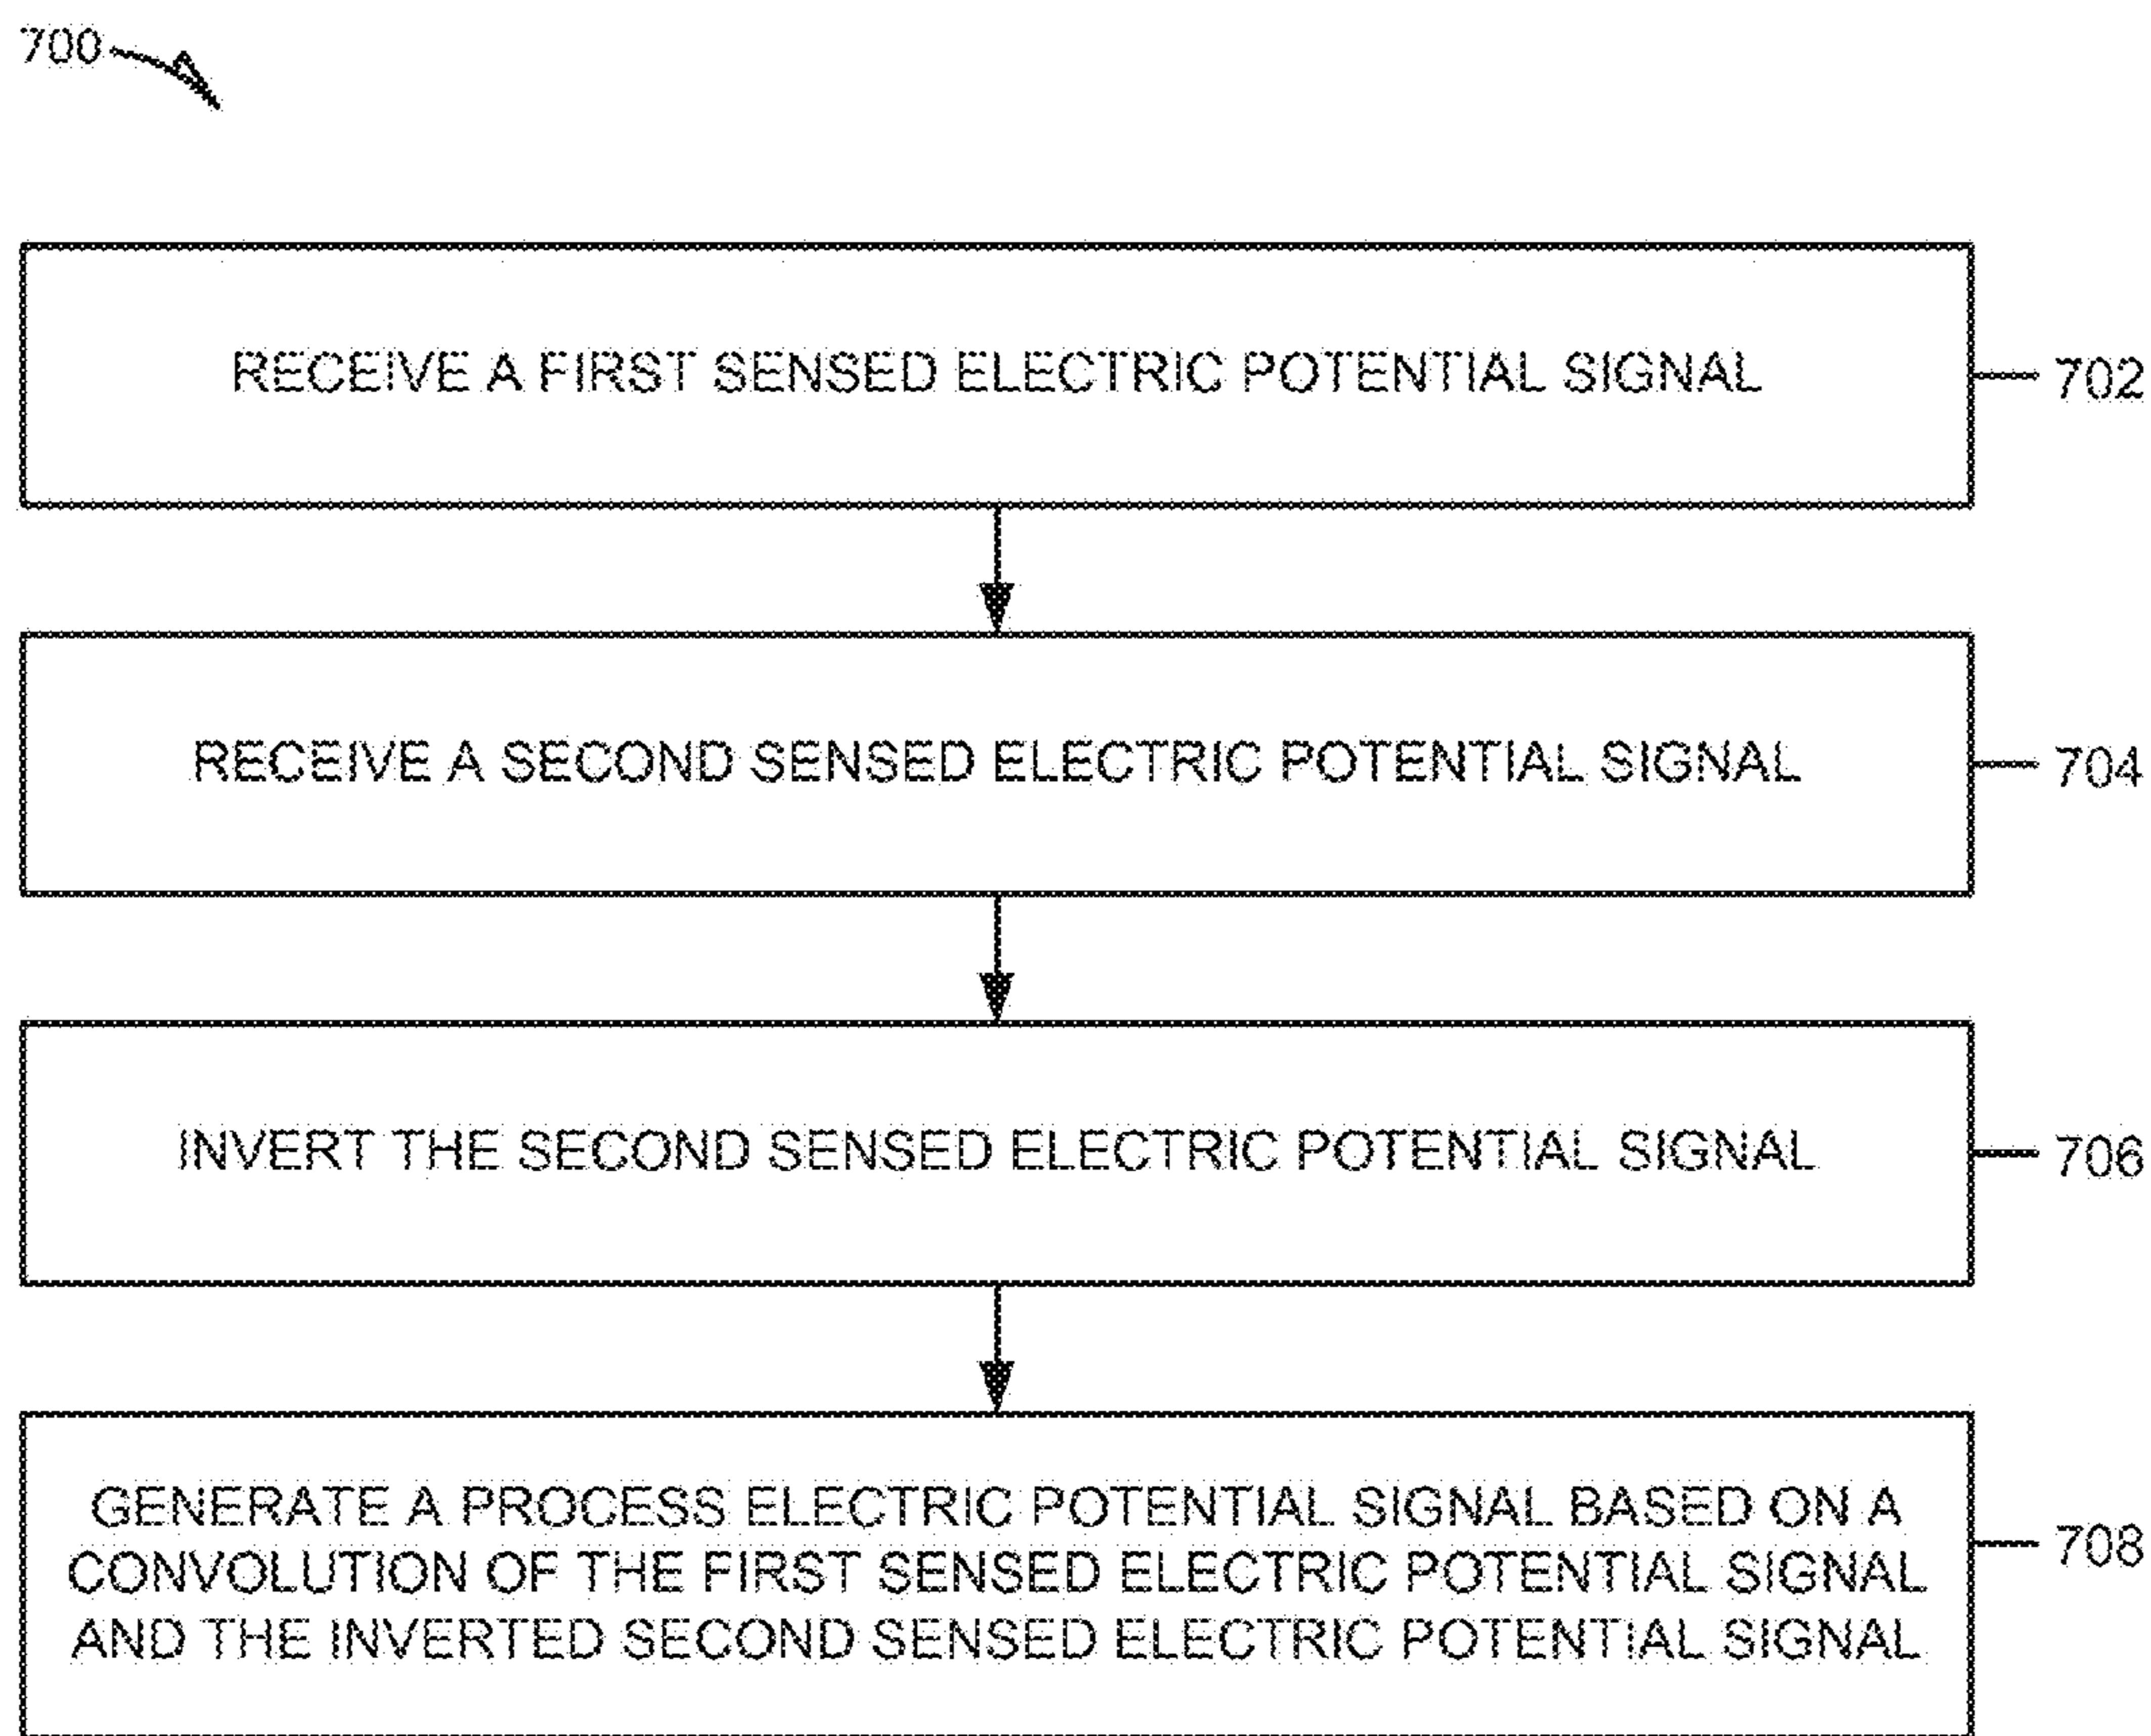 700
RECEIVE A FIRST SENSED ELECTRIC POTENTIAL SIGNAL
702
RECEIVE A SECOND SENSED ELECTRIC POTENTIAL SIGNAL
704
INVERT THE SECOND SENSED ELECTRIC POTENTIAL SIGNAL
706
GENERATE A PROCESS ELECTRIC POTENTIAL SIGNAL BASED ON A
CONVOLUTION OF THE FIRST SENSED ELECTRIC POTENTIAL SIGNAL
AND THE INVERTED SECOND SENSED ELECTRIC POTENTIAL SIGNAL
708